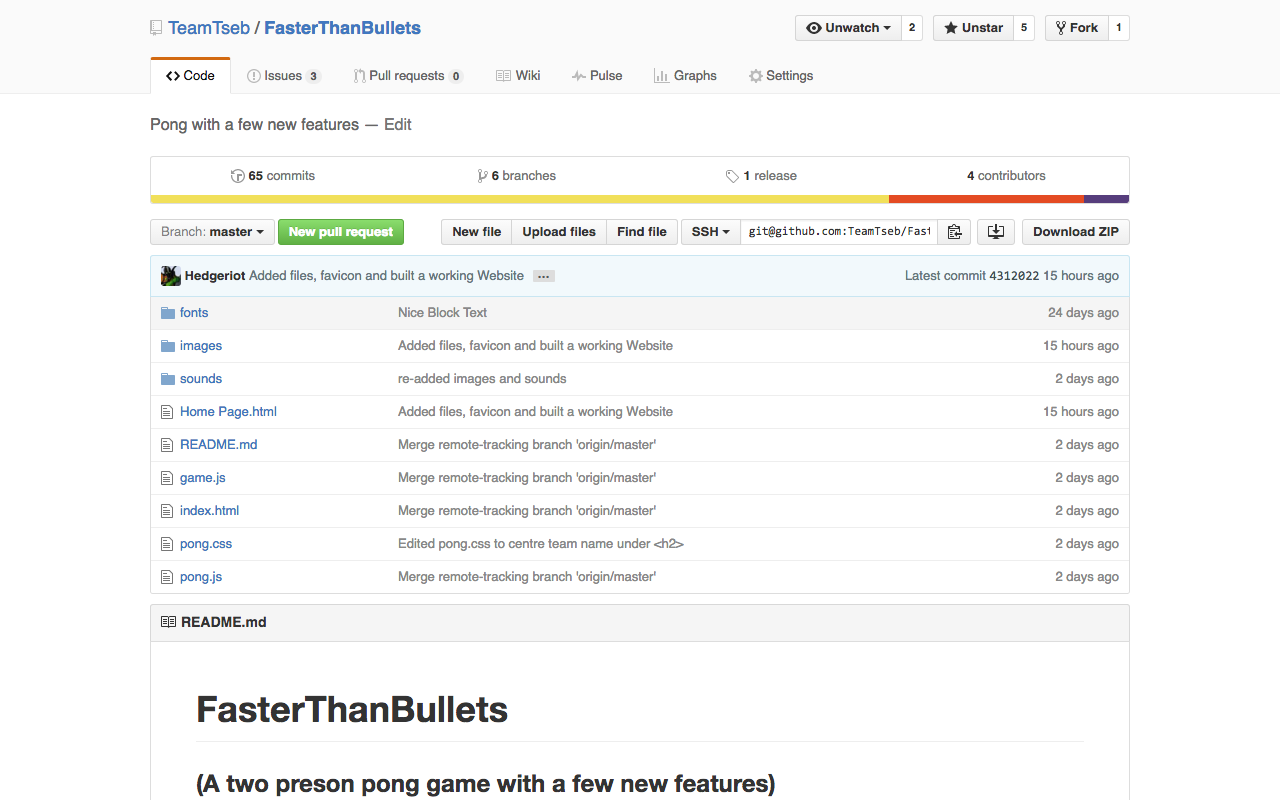 TeamTseb / FasterThanBullets
Unwatch 2 Unstar 5 Fork 1
Code Issues 3 Pull requests 0 Wiki Pulse Graphs Settings
Pong with a few new features — Edit
65 commits 6 branches 1 release 4 contributors
Branch: master New pull request New file Upload files Find file SSH git@github.com:TeamTseb/Fast Download ZIP
Hedgeriot Added files, favicon and built a working Website … Latest commit 4312022 15 hours ago
fonts Nice Block Text 24 days ago
images Added files, favicon and built a working Website 15 hours ago
sounds re-added images and sounds 2 days ago
Home Page.html Added files, favicon and built a working Website 15 hours ago
README.md Merge remote-tracking branch 'origin/master' 2 days ago
game.js Merge remote-tracking branch 'origin/master' 2 days ago
index.html Merge remote-tracking branch 'origin/master' 2 days ago
pong.css Edited pong.css to centre team name under <h2> 2 days ago
pong.js Merge remote-tracking branch 'origin/master' 2 days ago
README.md
FasterThanBullets
(A two preson pong game with a few new features)